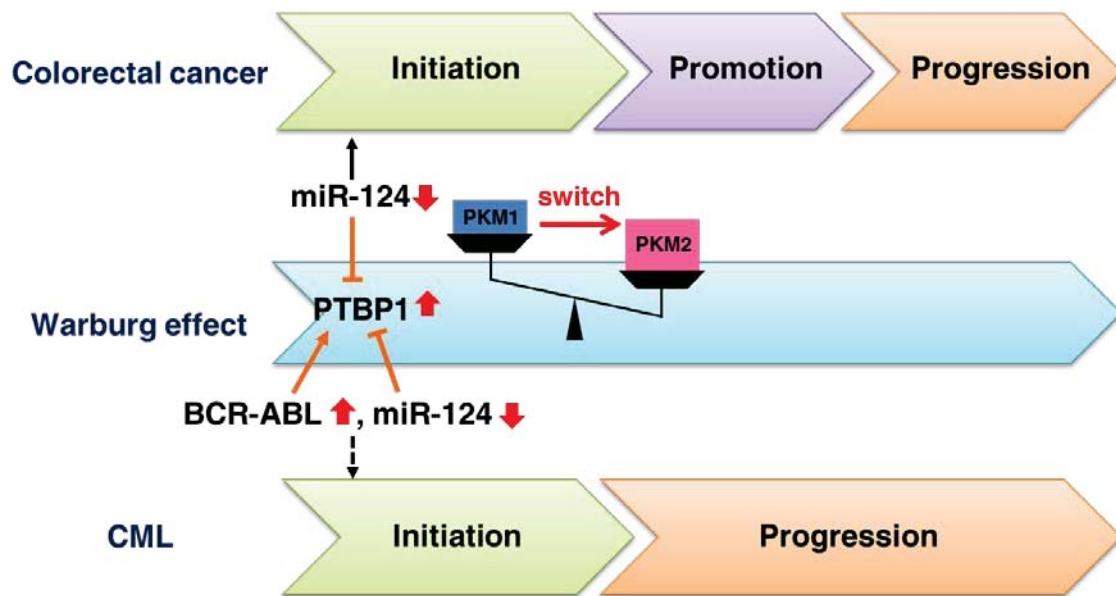 Colorectal cancer
Initiation
Promotion
Progression
miR-124
switch
PKM1
PKM2
Warburg effect
PTBP1
BCR-ABL , miR-124
CML
Initiation
Progression